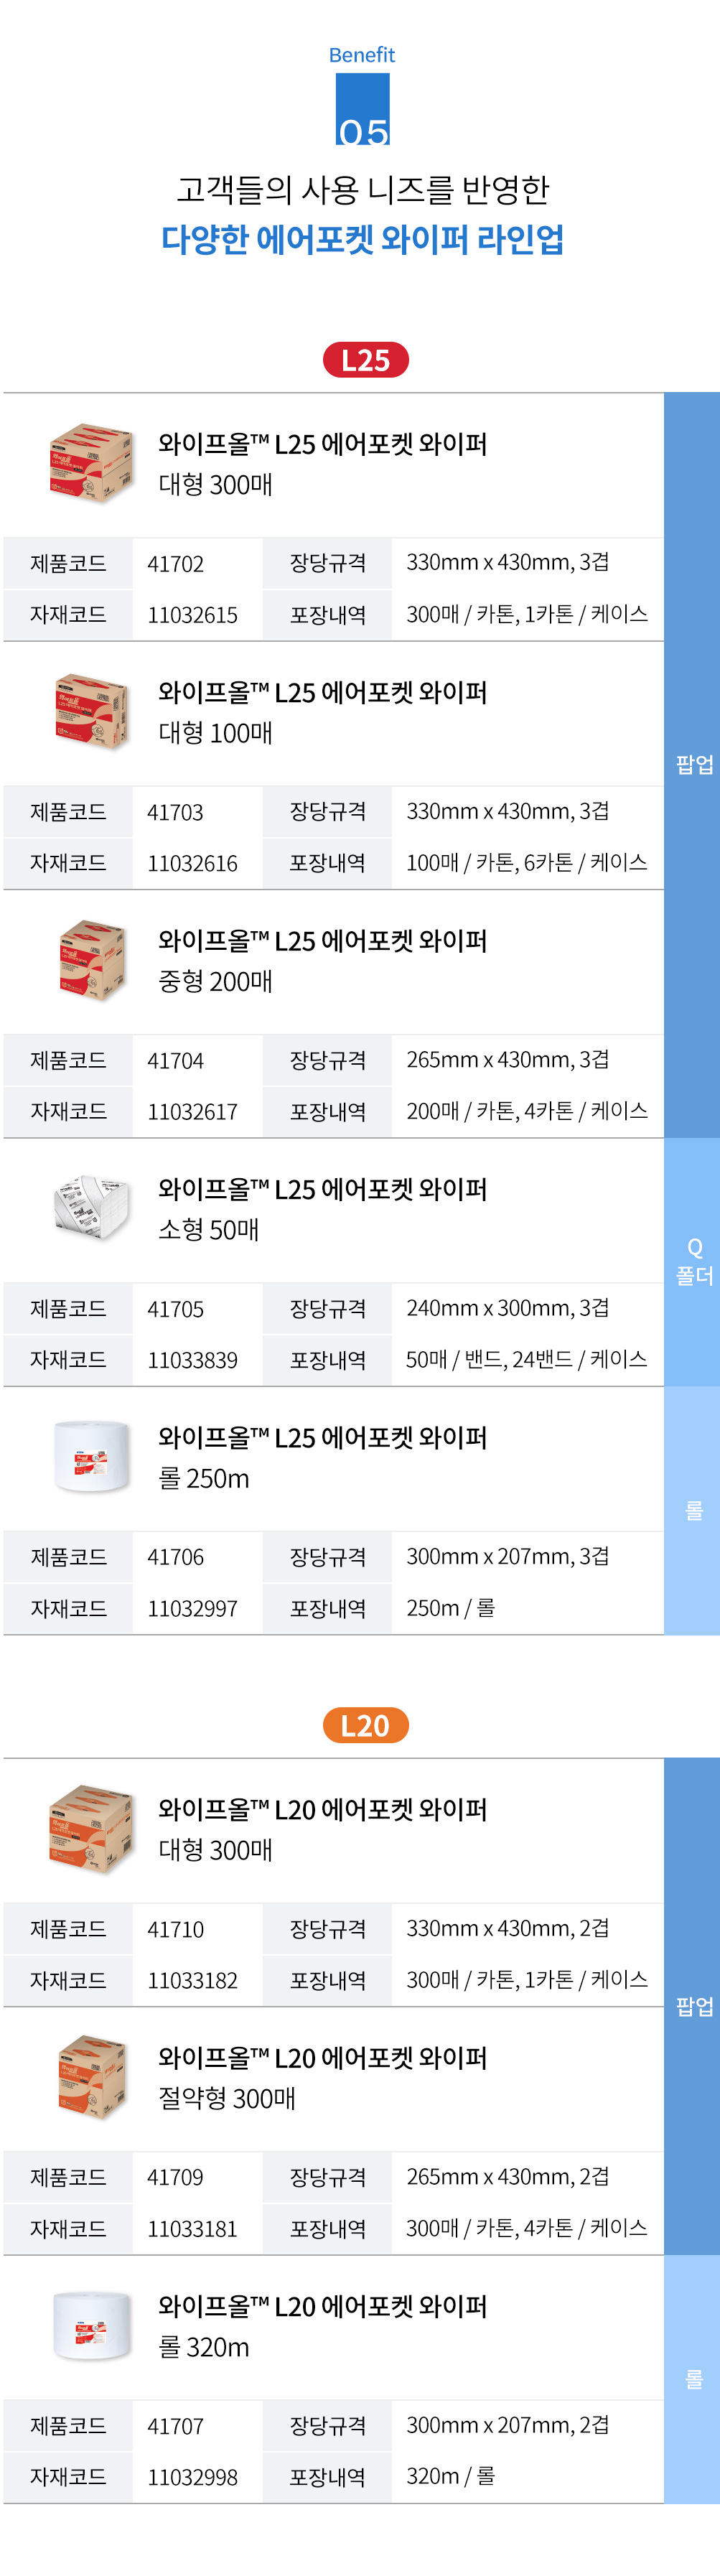 Benefit
05
고객들의 사용 니즈를 반영한
다양한 에어포켓 와이퍼 라인업
L25
와이프올™ L25 에어포켓 와이퍼
대형 300매
제품코드 41702 장당규격 330mm x 430mm, 3겹
자재코드 11032615 포장내역 300매 / 카톤, 1카톤 / 케이스
와이프올™ L25 에어포켓 와이퍼
대형 100매
팝업
제품코드 41703 장당규격 330mm x 430mm, 3겹
자재코드 11032616 포장내역 100매 / 카톤, 6카톤 / 케이스
와이프올™ L25 에어포켓 와이퍼
중형 200매
제품코드 41704 장당규격 265mm x 430mm, 3겹
자재코드 11032617 포장내역 200매 / 카톤, 4카톤 / 케이스
와이프올™ L25 에어포켓 와이퍼
소형 50매
Q
폴더
제품코드 41705 장당규격 240mm x 300mm, 3겹
자재코드 11033839 포장내역 50매 / 밴드, 24밴드 / 케이스
와이프올™ L25 에어포켓 와이퍼
롤 250m
롤
제품코드 41706 장당규격 300mm x 207mm, 3겹
자재코드 11032997 포장내역 250m / 롤
L20
와이프올™ L20 에어포켓 와이퍼
대형 300매
제품코드 41710 장당규격 330mm x 430mm, 2겹
자재코드 11033182 포장내역 300매 / 카톤, 1카톤 / 케이스
팝업
와이프올™ L20 에어포켓 와이퍼
절약형 300매
제품코드 41709 장당규격 265mm x 430mm, 2겹
자재코드 11033181 포장내역 300매 / 카톤, 4카톤 / 케이스
와이프올™ L20 에어포켓 와이퍼
롤 320m
롤
제품코드 41707 장당규격 300mm x 207mm, 2겹
자재코드 11032998 포장내역 320m / 롤